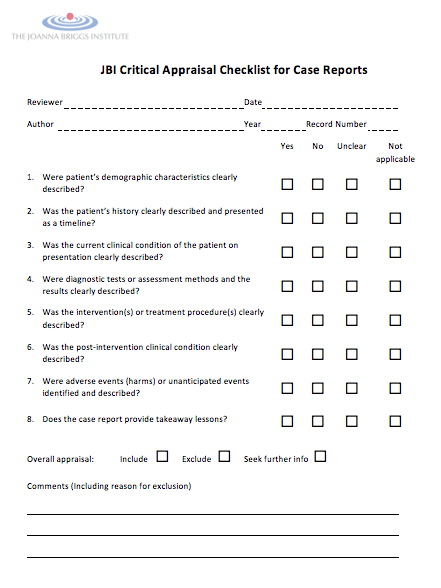 THE JOANNA BRIGGS INSTITUTE
JBI Critical Appraisal Checklist for Case Reports
Reviewer Date
Author Year Record Number
Yes No Unclear Not
applicable
1. Were patient's demographic characteristics clearly
described?
2. Was the patient's history clearly described and presented
as a timeline?
3. Was the current clinical condition of the patient on
presentation clearly described?
4. Were diagnostic tests or assessment methods and the
results clearly described?
5. Was the intervention(s) or treatment procedure(s) clearly
described?
6. Was the post-intervention clinical condition clearly
described?
7. Were adverse events (harms) or unanticipated events
identified and described?
8. Does the case report provide takeaway lessons?
Overall appraisal: Include Exclude Seek further info
Comments (Including reason for exclusion)